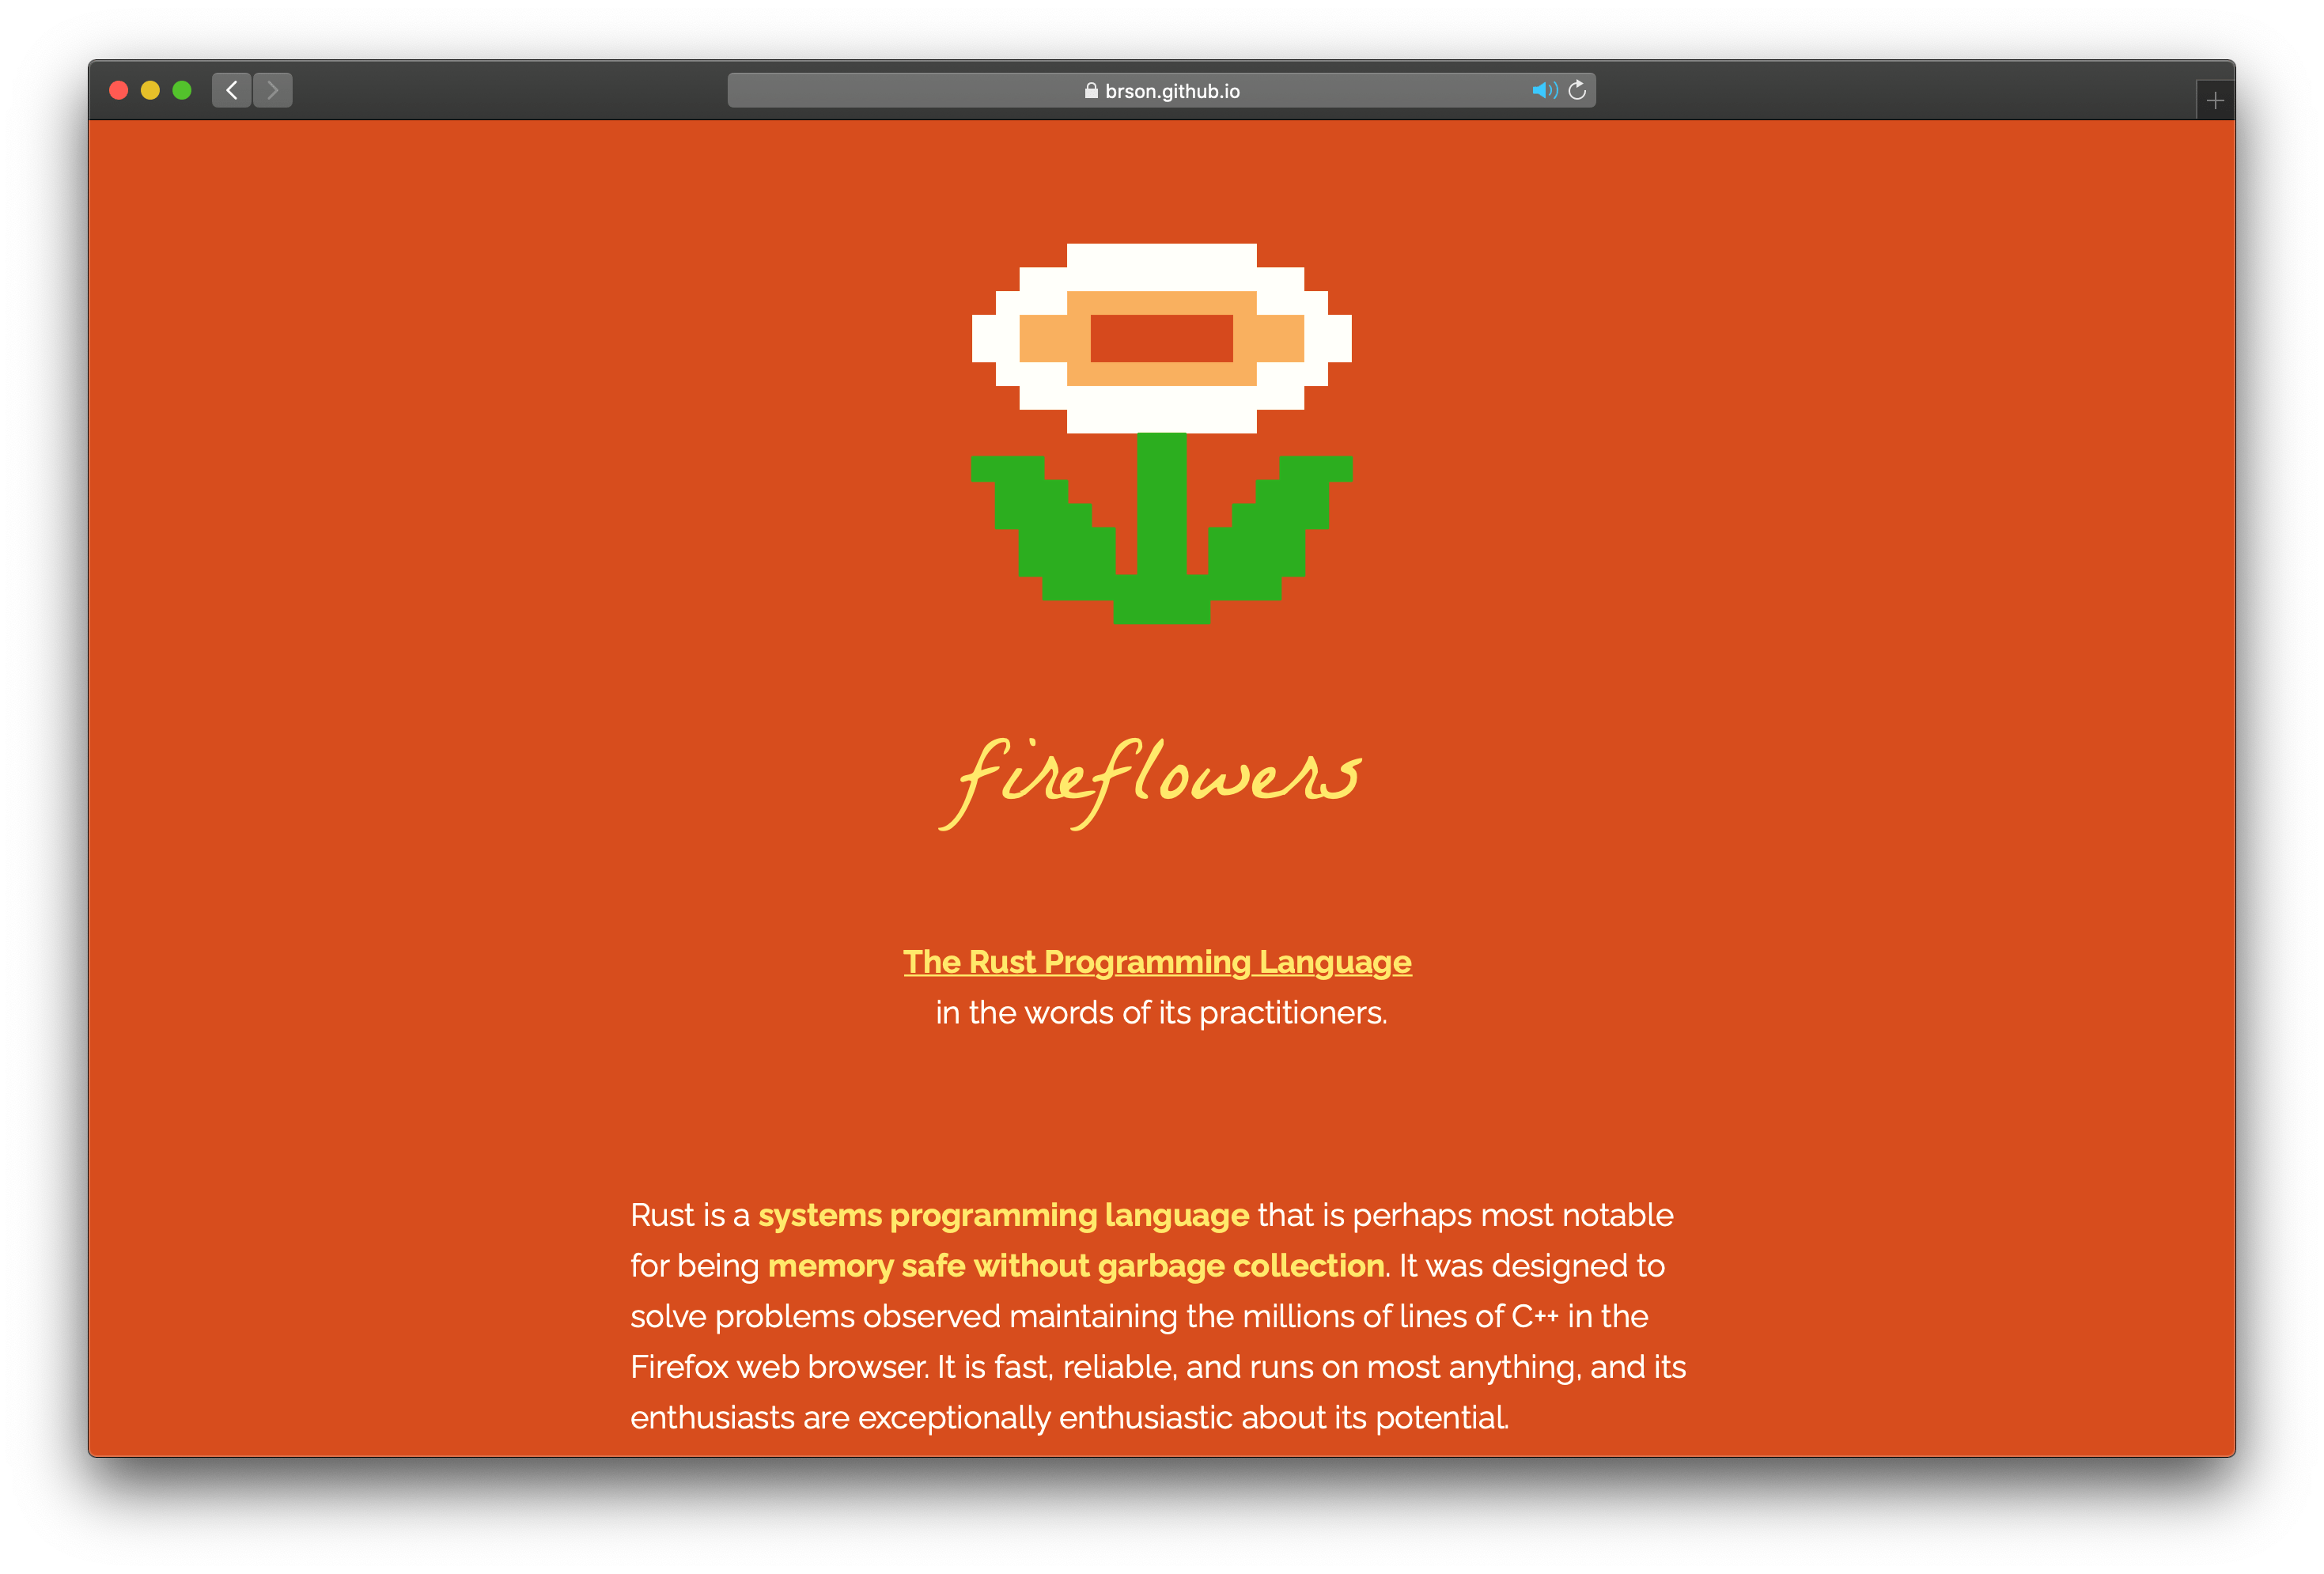 brson.github.io
fireflowers
The Rust Programming Language
in the words of its practitioners.
Rust is a systems programming language that is perhaps most notable
for being memory safe without garbage collection. It was designed to
solve problems observed maintaining the millions of lines of C++ in the
Firefox web browser. It is fast, reliable, and runs on most anything, and its
enthusiasts are exceptionally enthusiastic about its potential.